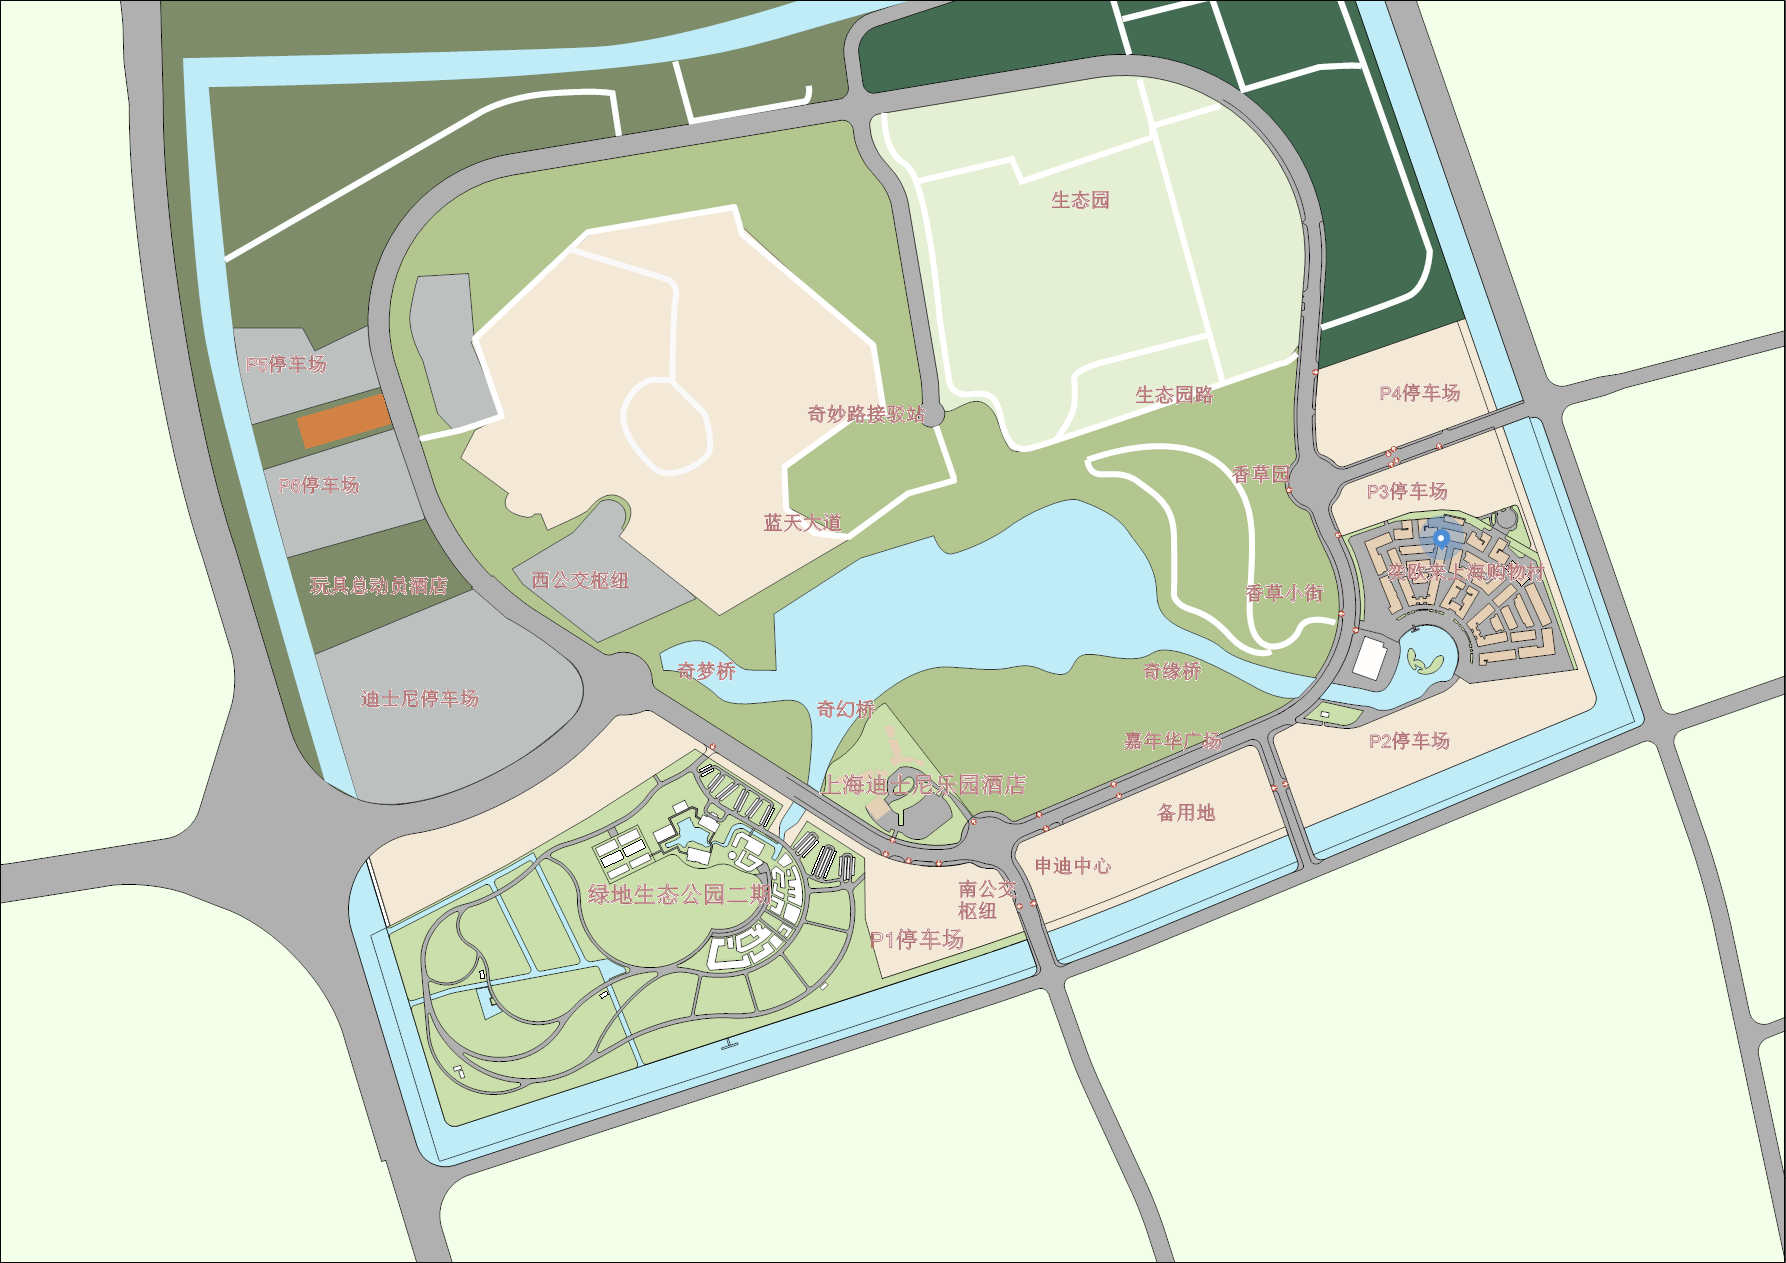 生态园
P5停车场
生态园路
P4停车场
奇妙路接驳站
香草园
P6停车场
P3停车场
蓝天大道
西公交枢纽
奕欧来上海购物村
玩具总动员酒店
香草小街
奇梦桥
奇缘桥
迪士尼停车场
奇幻桥
嘉年华广场
P2停车场
上海迪士尼乐园酒店
备用地
申迪中心
绿地生态公园二期
南公交
枢纽
P1停车场